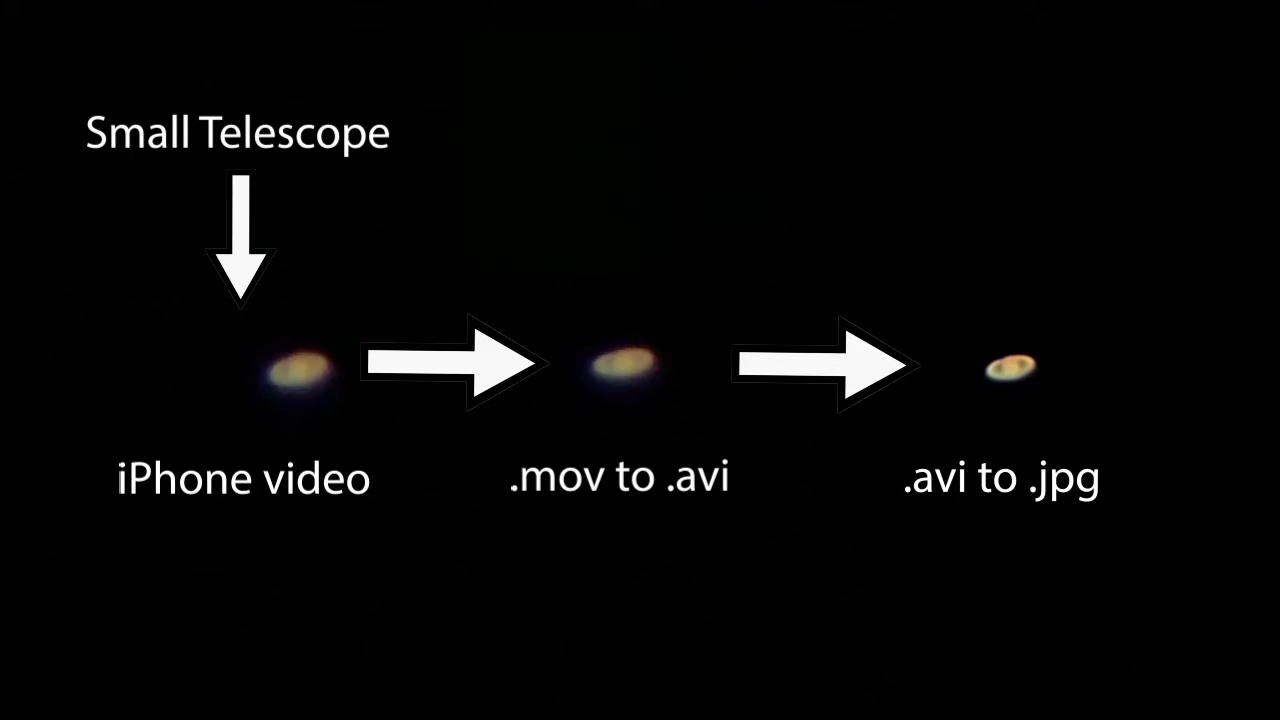 Small Telescope
iPhone video
.mov to .avi
.avi to .jpg